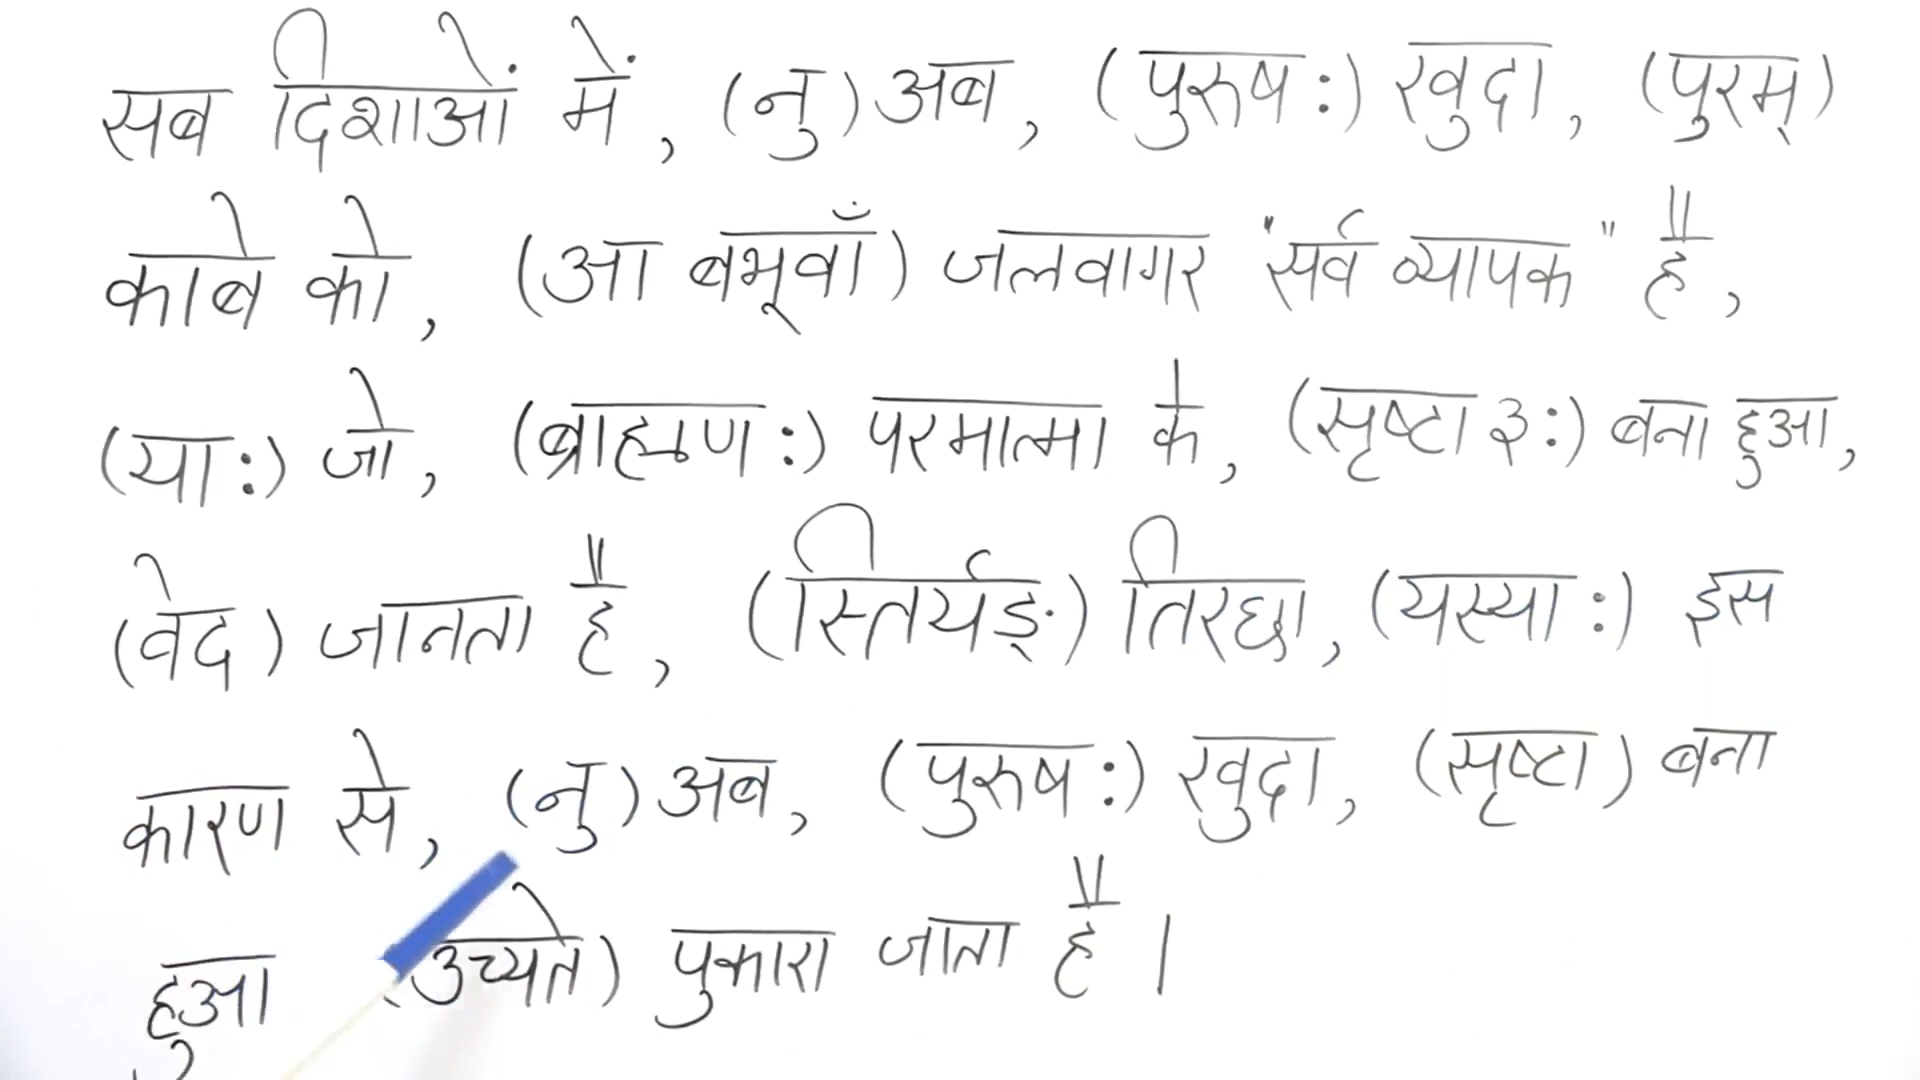 सब दिशाओं में, (नु) अब, (पुरुष:) खुदा, (पुरम्)
काबे को, (आ बभूवाँ) जलवागर "सर्व व्यापक" है,
(या:) जो, (ब्राह्मण:) परमात्मा के, (सृष्टा ३:) बना हुआ,
(वेद) जानता है, (स्तिर्यङ्) तिरछा, (यस्या:) इस
कारण से, (नु) अब, (पुरुष:) खुदा, (सृष्टा) बना
हुआ (उच्यते) पुकारा जाता है।